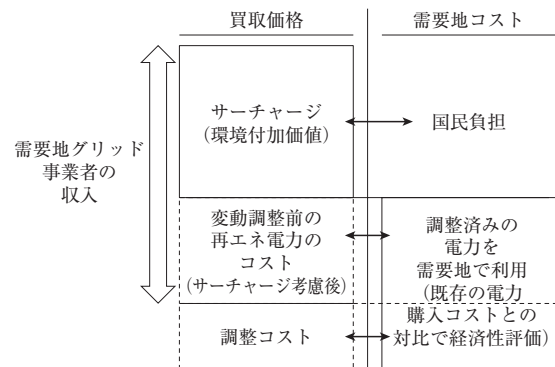 買取価格
需要地コスト
需要地グリッド
事業者の
収入
サーチャージ
（環境付加価値）
国民負担
変動調整前の
再エネ電力の
コスト
（サーチャージ考慮後）
調整済みの
電力を
需要地で利用
（既存の電力
購入コストとの
対比で経済性評価）
調整コスト